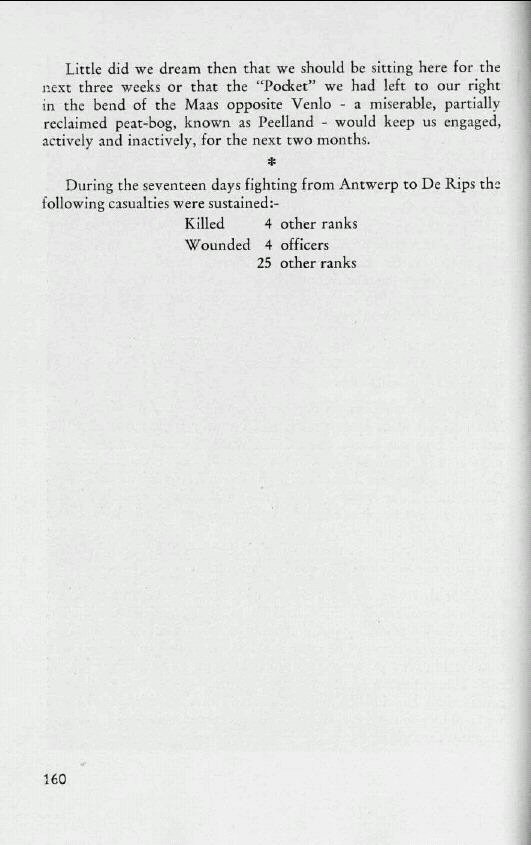 Little did we dream then that we should be sitting here for the
next three weeks or that the "Pocket" we had left to our right
in the bend of the Maas opposite Venlo - a miserable, partially
reclaimed peat-bog, known as Peelland - would keep us engaged,
actively and inactively, for the next two months.
*
During the seventeen days fighting from Antwerp to De Rips the
following casualties were sustained:-
Killed 4 other ranks
Wounded 4 officers
25 other ranks
160